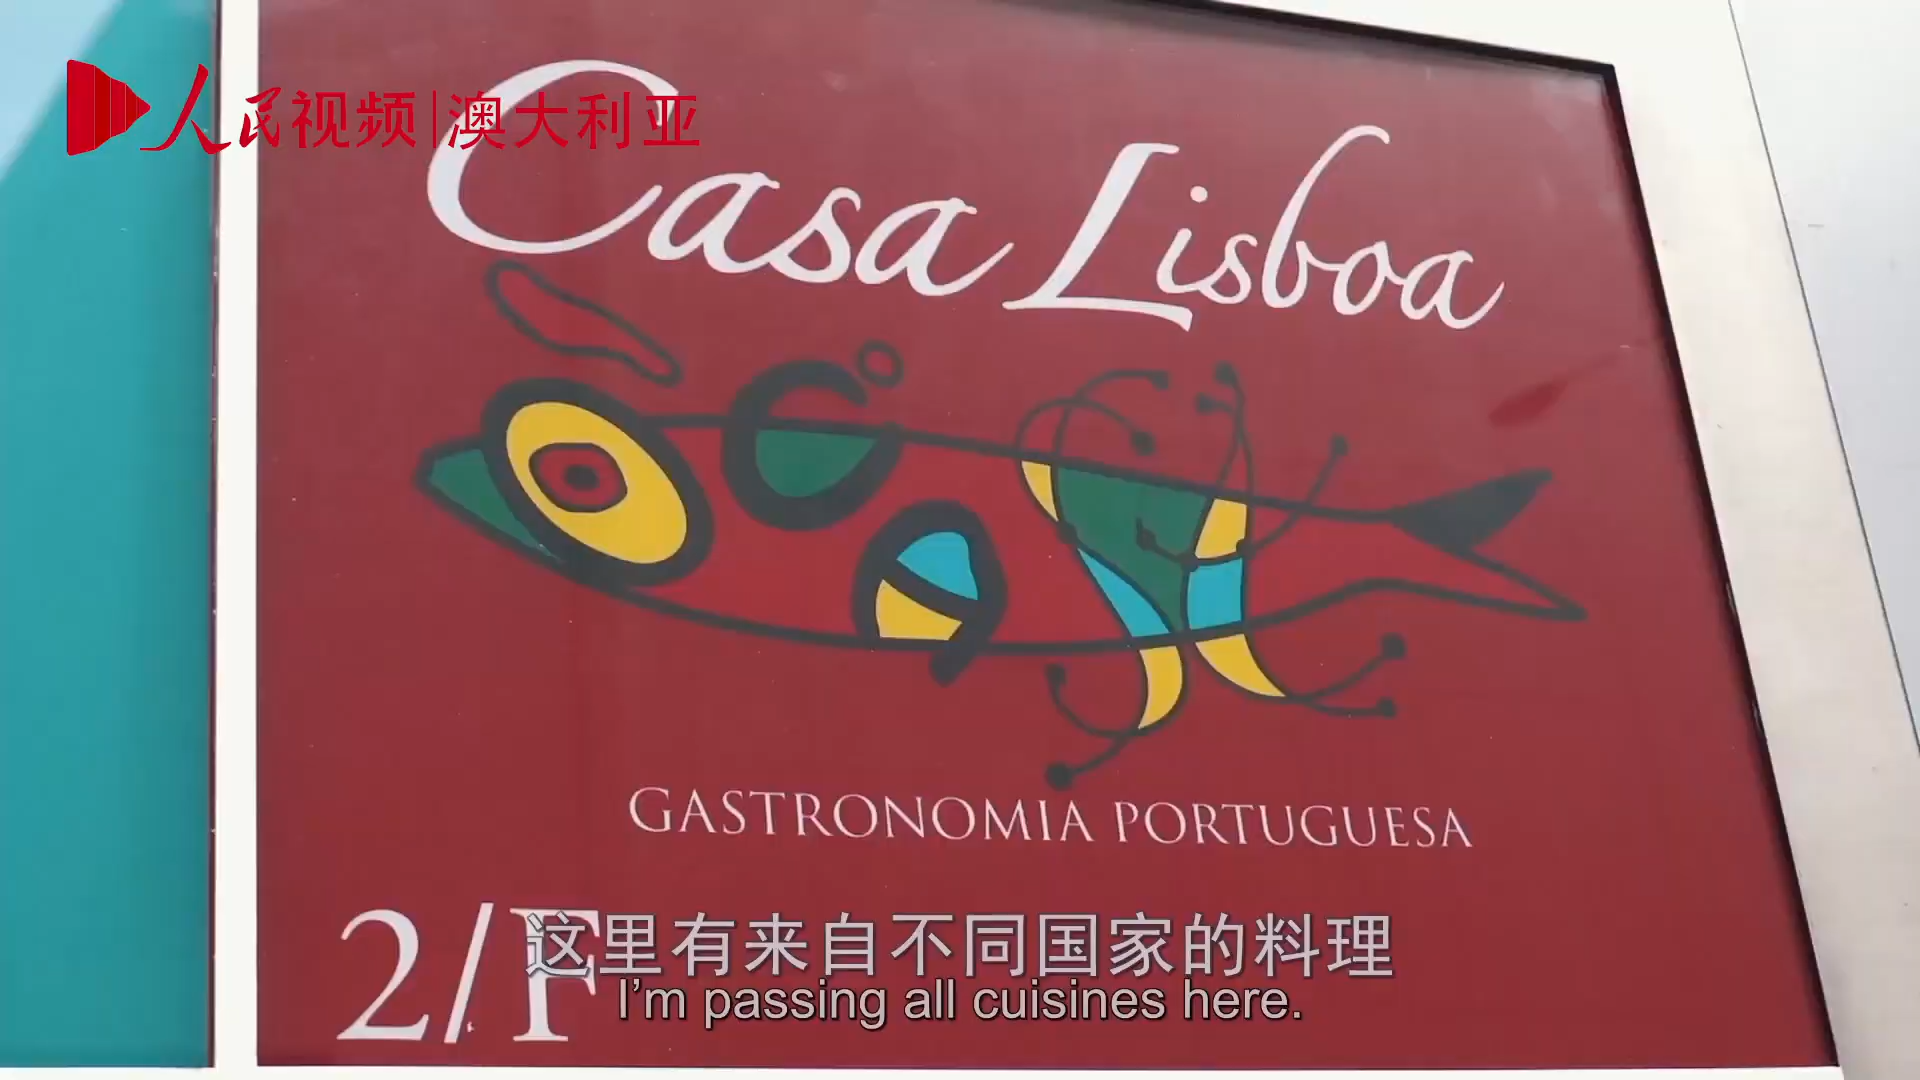 人民视频|澳大利亚
Casa Lisboa
GASTRONOMIA PORTUGUESA
2/F
这里有来自不同国家的料理
I'm passing all cuisines here.